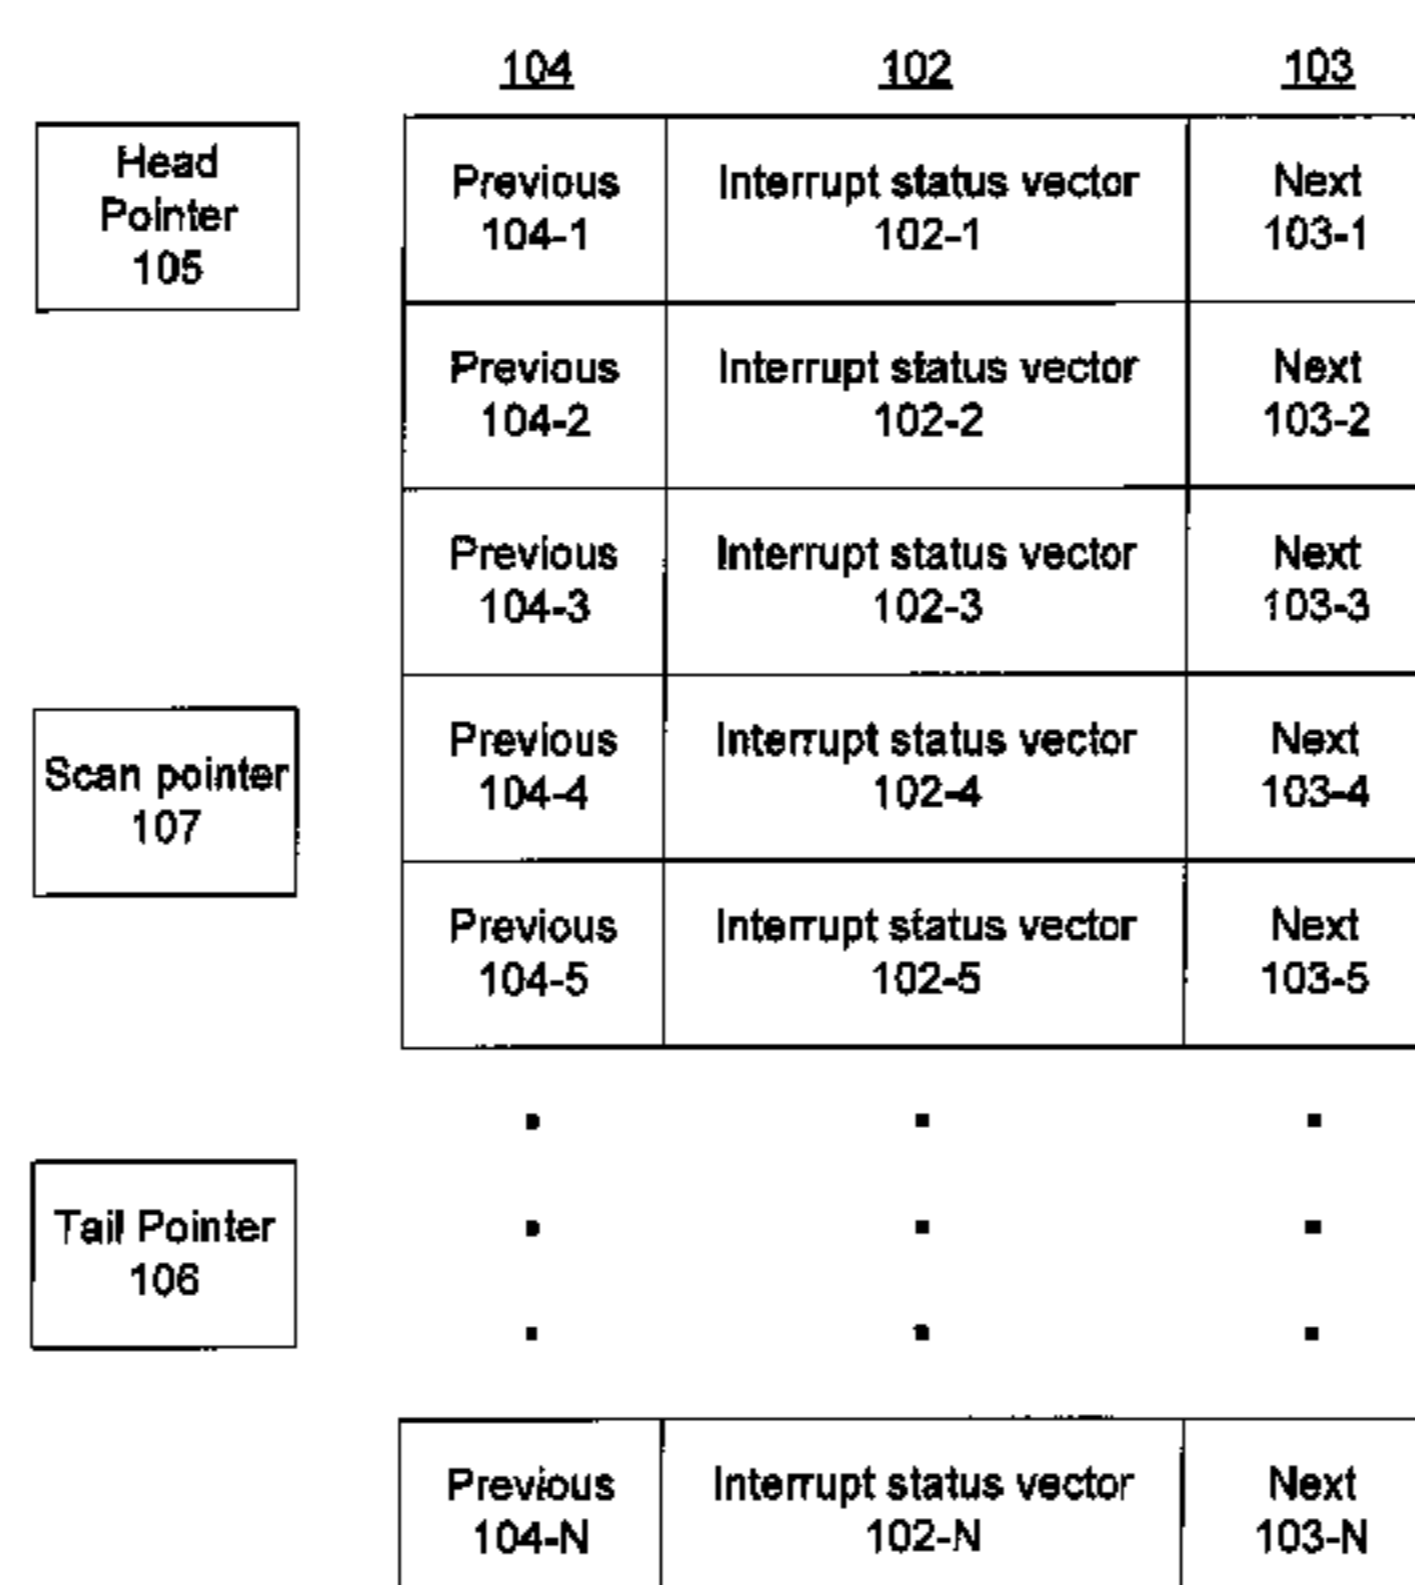 104 102 103
Head
Pointer
105
Previous Interrupt status vector Next
104-1 102-1 103-1
Previous Interrupt status vector Next
104-2 102-2 103-2
Previous Interrupt status vector Next
104-3 102-3 103-3
Scan pointer
107
Previous Interrupt status vector Next
104-4 102-4 103-4
Previous Interrupt status vector Next
104-5 102-5 103-5
Tail Pointer
106
Previous Interrupt status vector Next
104-N 102-N 103-N